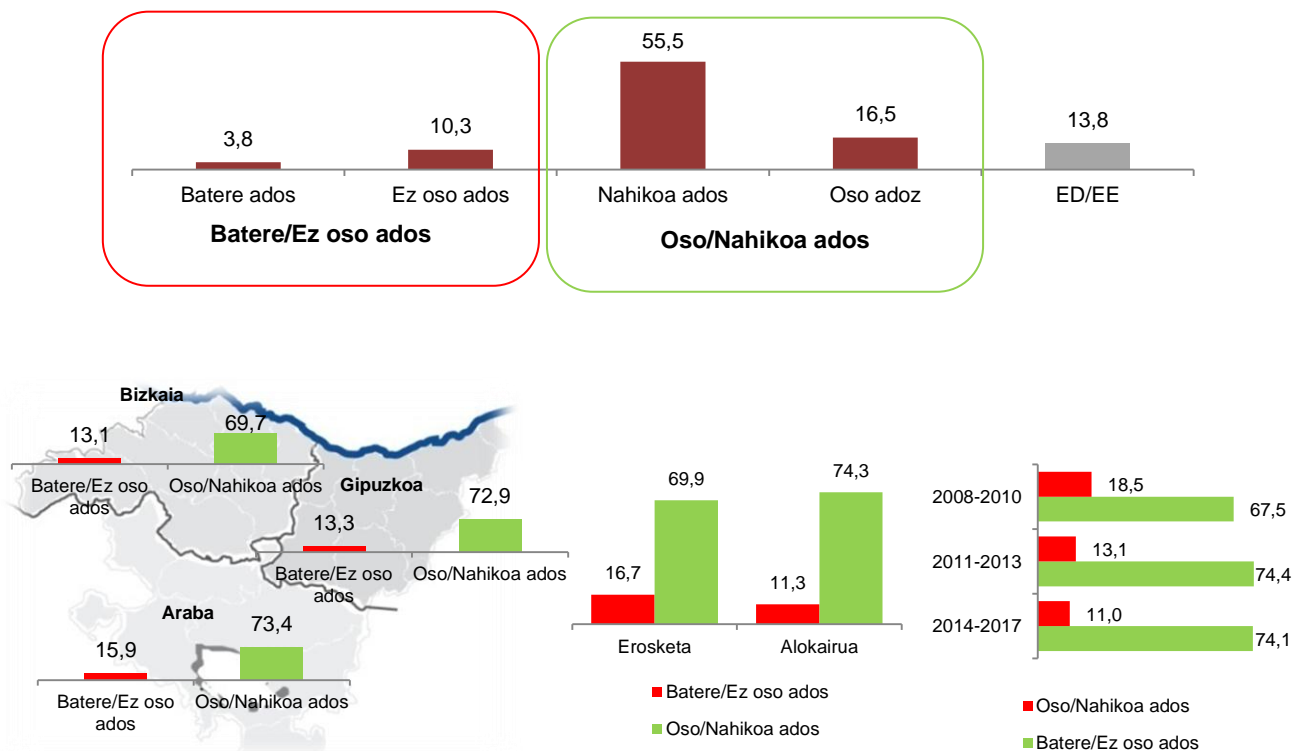 55,5
16,5
13,8
10,3
3,8
Batere ados
Ez oso ados
Nahikoa ados
Oso adoz
ED/EE
Batere/Ez oso ados
Oso/Nahikoa ados
Bizkaia
13,1
69,7
Batere/Ez oso
ados
Oso/Nahikoa ados
Gipuzkoa
13,3
72,9
Batere/Ez oso
ados
Oso/Nahikoa ados
Araba
15,9
73,4
Batere/Ez oso
ados
Oso/Nahikoa ados
16,7
69,9
11,3
74,3
Erosketa
Alokairua
Batere/Ez oso ados
Oso/Nahikoa ados
2008-2010
18,5
67,5
2011-2013
13,1
74,4
2014-2017
11,0
74,1
Oso/Nahikoa ados
Batere/Ez oso ados